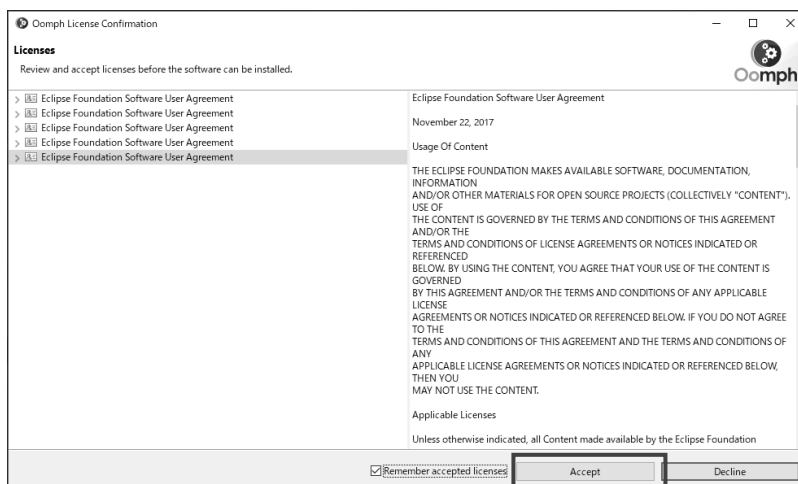 Oomph License Confirmation
Licenses
Review and accept licenses before the software can be installed.
Oomph
Eclipse Foundation Software User Agreement
Eclipse Foundation Software User Agreement
Eclipse Foundation Software User Agreement
Eclipse Foundation Software User Agreement
Eclipse Foundation Software User Agreement
Eclipse Foundation Software User Agreement
November 22, 2017
Usage Of Content
THE ECLIPSE FOUNDATION MAKES AVAILABLE SOFTWARE, DOCUMENTATION,
INFORMATION
AND/OR OTHER MATERIALS FOR OPEN SOURCE PROJECTS (COLLECTIVELY "CONTENT").
USE OF
THE CONTENT IS GOVERNED BY THE TERMS AND CONDITIONS OF THIS AGREEMENT
AND/OR THE
TERMS AND CONDITIONS OF LICENSE AGREEMENTS OR NOTICES INDICATED OR
REFERENCED
BELOW. BY USING THE CONTENT, YOU AGREE THAT YOUR USE OF THE CONTENT IS
GOVERNED
BY THIS AGREEMENT AND/OR THE TERMS AND CONDITIONS OF ANY APPLICABLE
LICENSE
AGREEMENTS OR NOTICES INDICATED OR REFERENCED BELOW. IF YOU DO NOT AGREE
TO THE
TERMS AND CONDITIONS OF THIS AGREEMENT AND THE TERMS AND CONDITIONS OF
ANY
APPLICABLE LICENSE AGREEMENTS OR NOTICES INDICATED OR REFERENCED BELOW,
THEN YOU
MAY NOT USE THE CONTENT.
Applicable Licenses
Unless otherwise indicated, all Content made available by the Eclipse Foundation
Remember accepted licenses
Accept
Decline